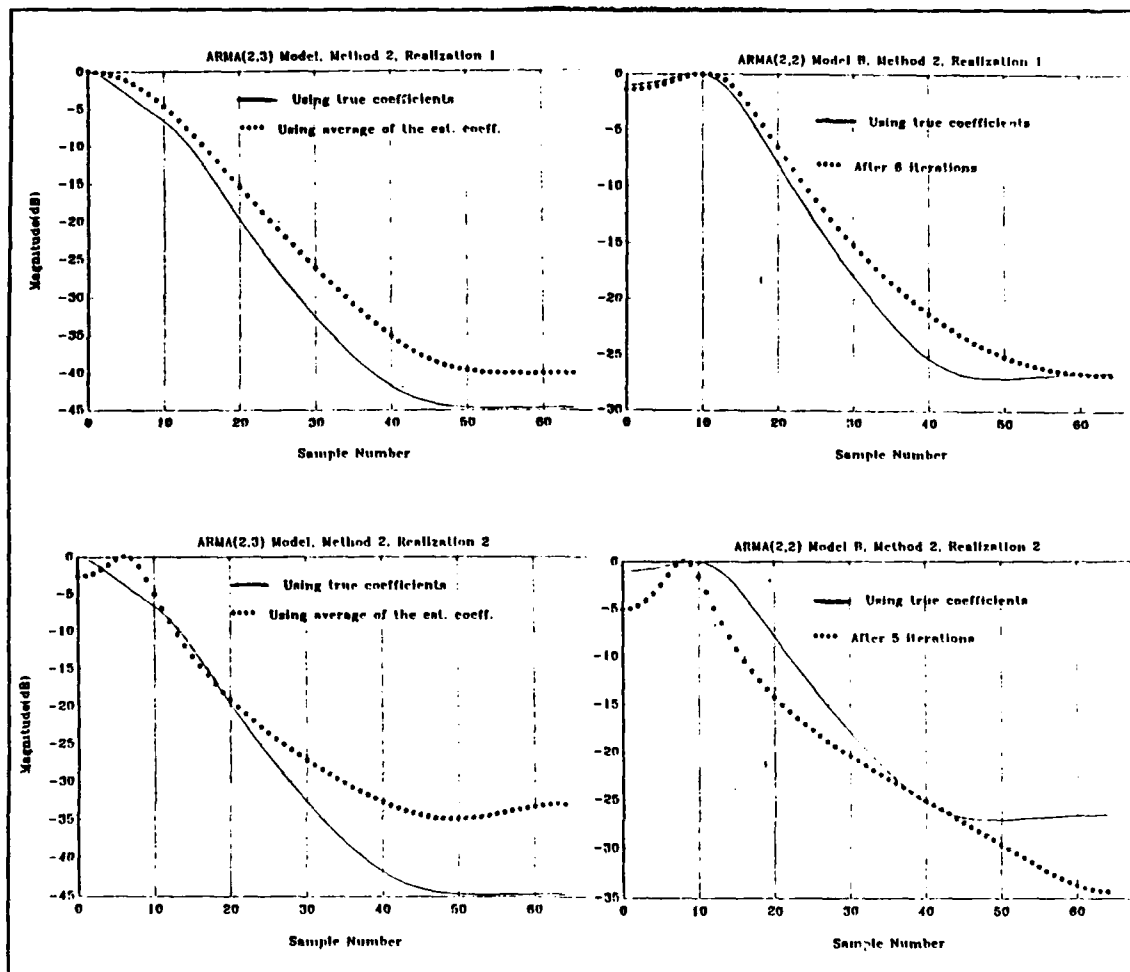 ARMA(2,3) Model, Method 2, Realization 1
Using true coefficients
Using average of the est. coeff.
Magnitude(dB)
0
-5
-10
-15
-20
-25
-30
-35
-40
-45
0 10 20 30 40 50 60
Sample Number
ARMA(2,2) Model B, Method 2, Realization 1
Using true coefficients
After 6 iterations
0
-5
-10
-15
-20
-25
-30
0 10 20 30 40 50 60
Sample Number
ARMA(2,3) Model, Method 2, Realization 2
Using true coefficients
Using average of the est. coeff.
Magnitude(dB)
0
-5
-10
-15
-20
-25
-30
-35
-40
-45
0 10 20 30 40 50 60
Sample Number
ARMA(2,2) Model B, Method 2, Realization 2
Using true coefficients
After 5 iterations
0
-5
-10
-15
-20
-25
-30
-35
0 10 20 30 40 50 60
Sample Number